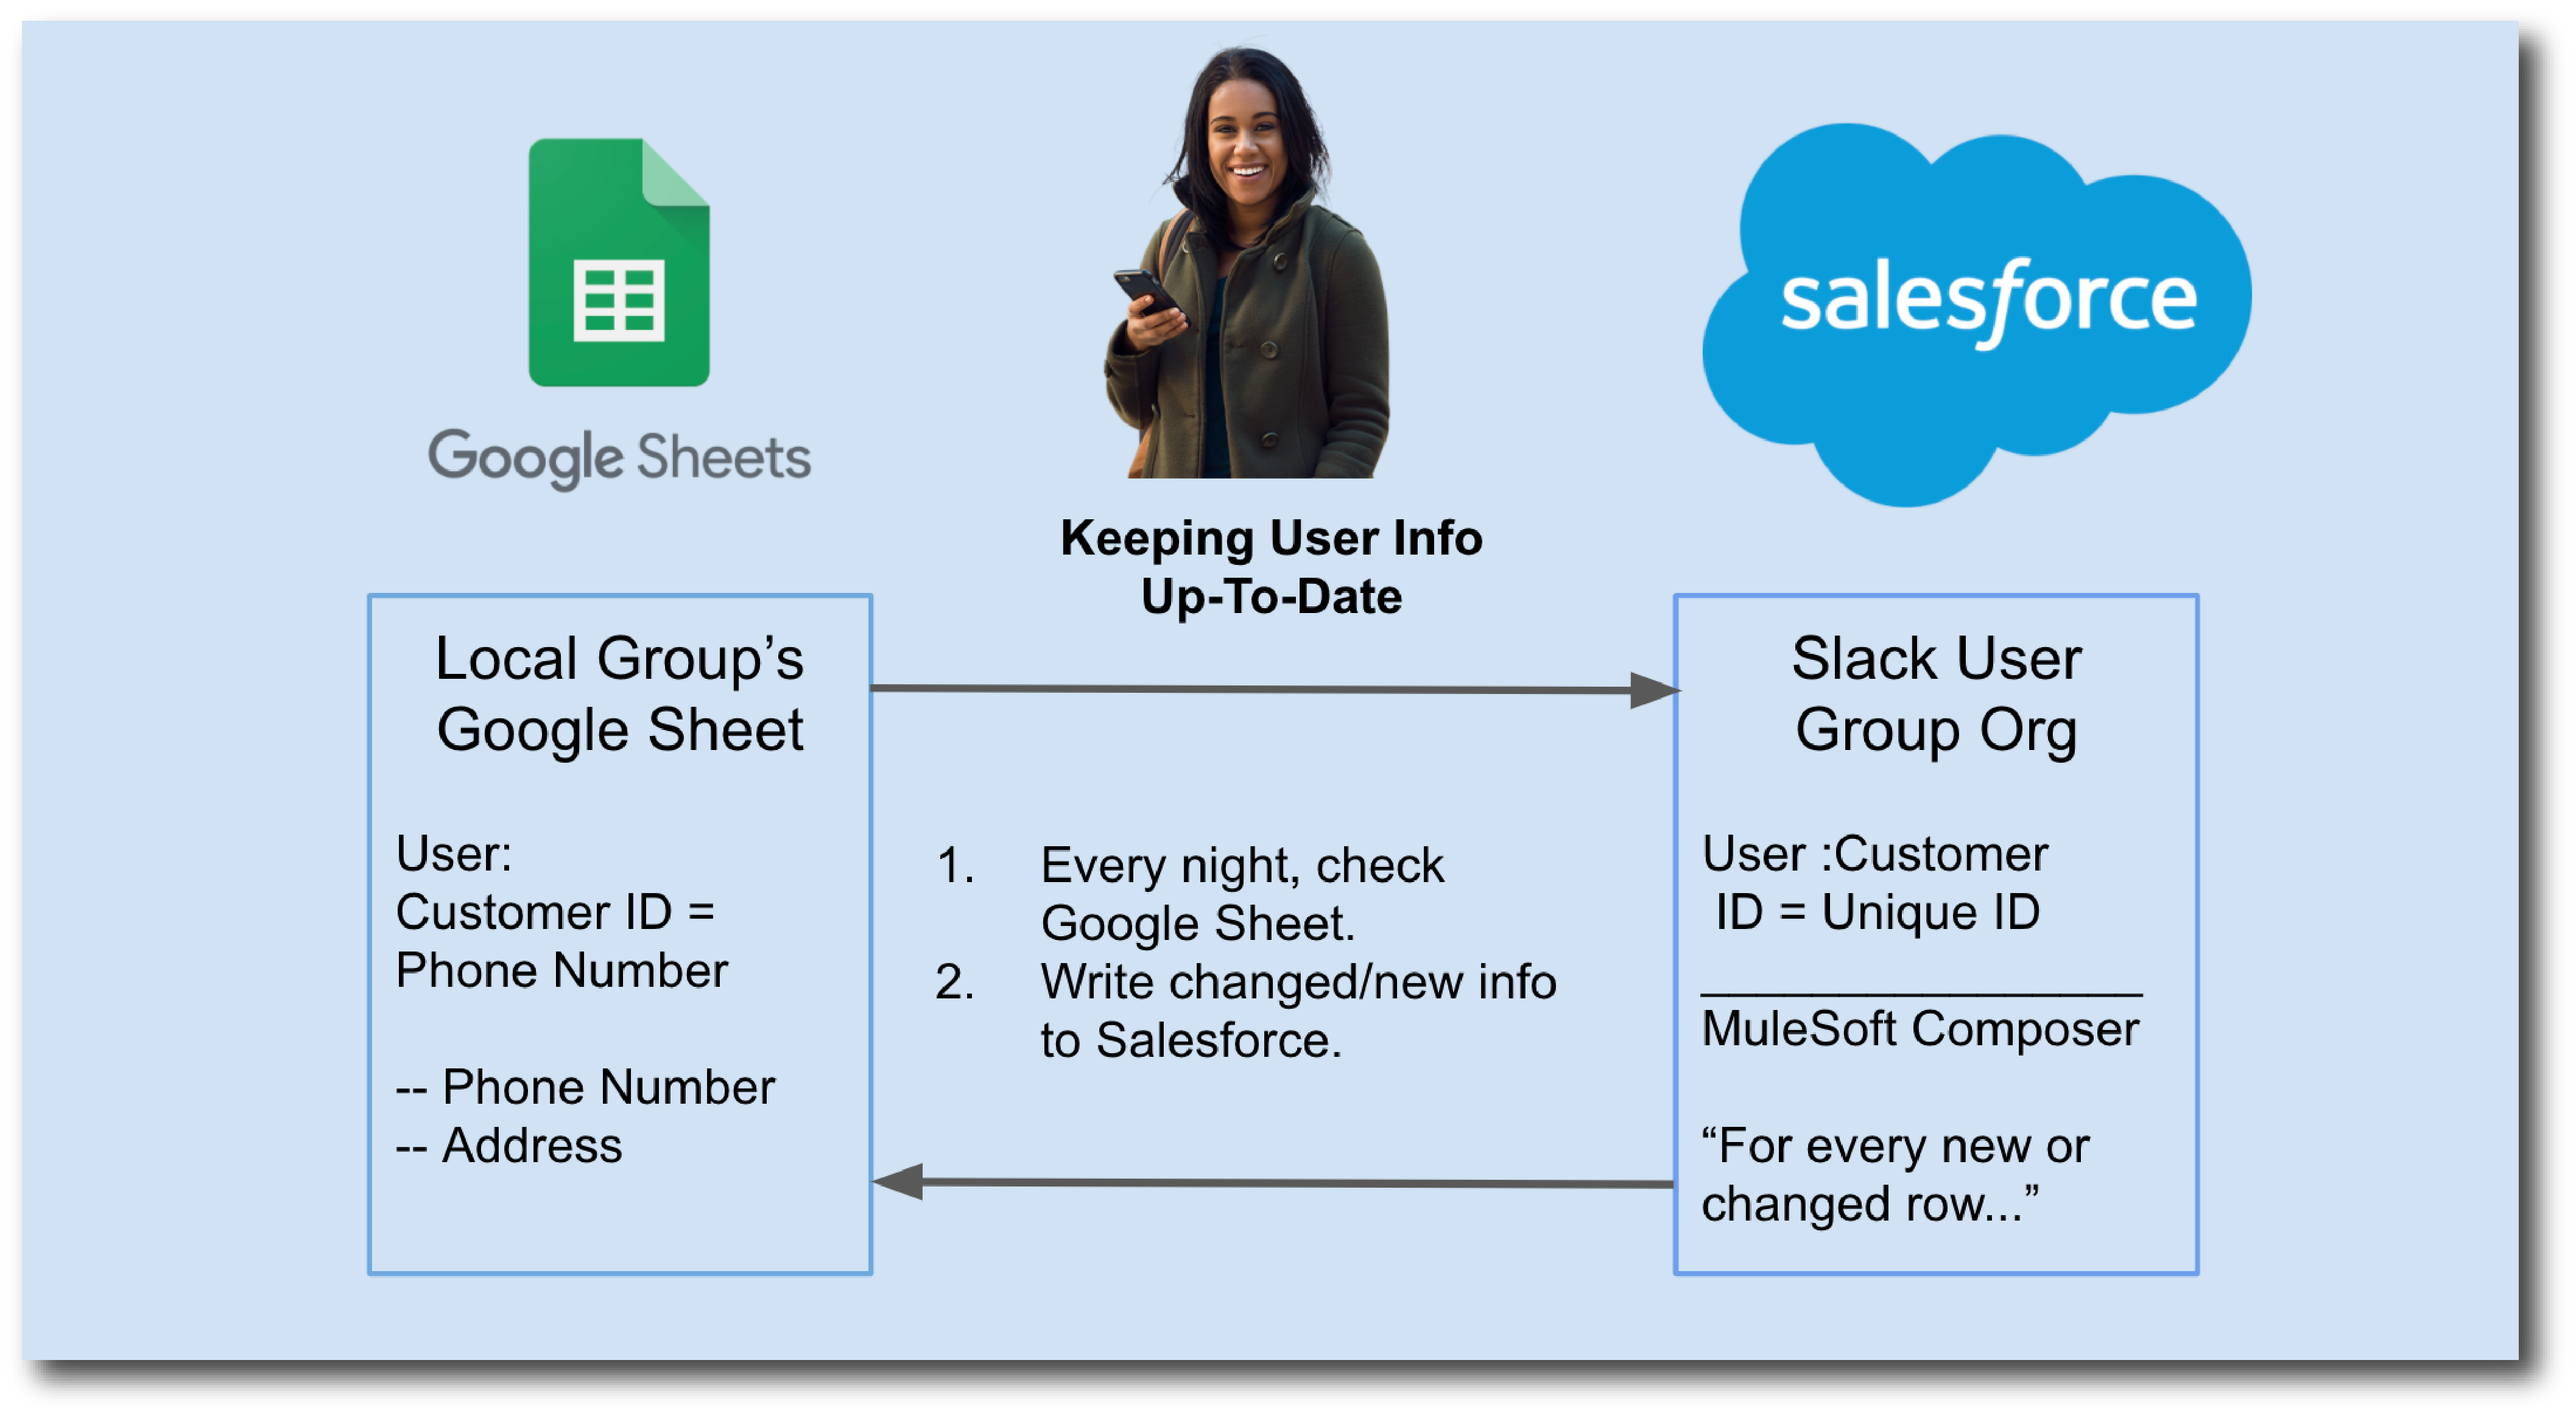 Google Sheets
salesforce
Keeping User Info
Up-To-Date
Local Group’s
Google Sheet
User:
Customer ID =
Phone Number
-- Phone Number
-- Address
1. Every night, check
Google Sheet.
2. Write changed/new info
to Salesforce.
Slack User
Group Org
User :Customer
ID = Unique ID
MuleSoft Composer
“For every new or
changed row...”